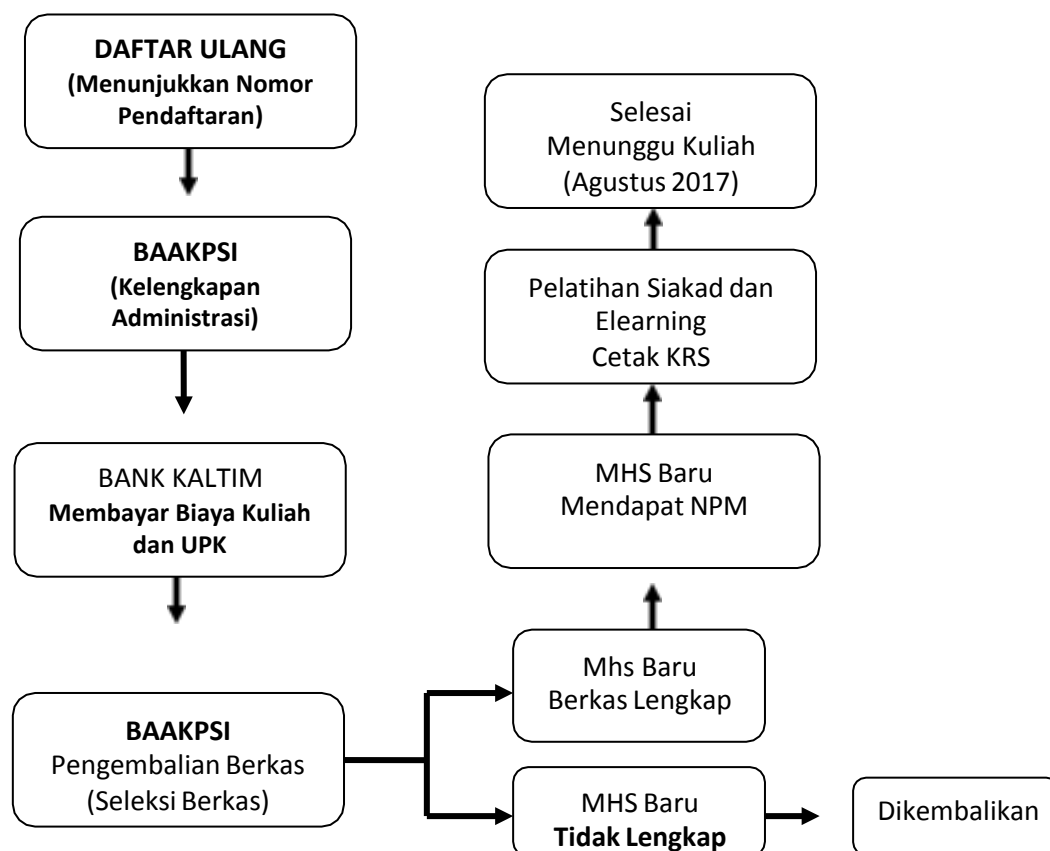 DAFTAR ULANG
(Menunjukkan Nomor
Pendaftaran)
BAAKPSI
(Kelengkapan
Administrasi)
BANK KALTIM
Membayar Biaya Kuliah
dan UPK
BAAKPSI
Pengembalian Berkas
(Seleksi Berkas)
Mhs Baru
Berkas Lengkap
MHS Baru
Tidak Lengkap
Dikembalikan
MHS Baru
Mendapat NPM
Pelatihan Siakad dan
Elearning
Cetak KRS
Selesai
Menunggu Kuliah
(Agustus 2017)